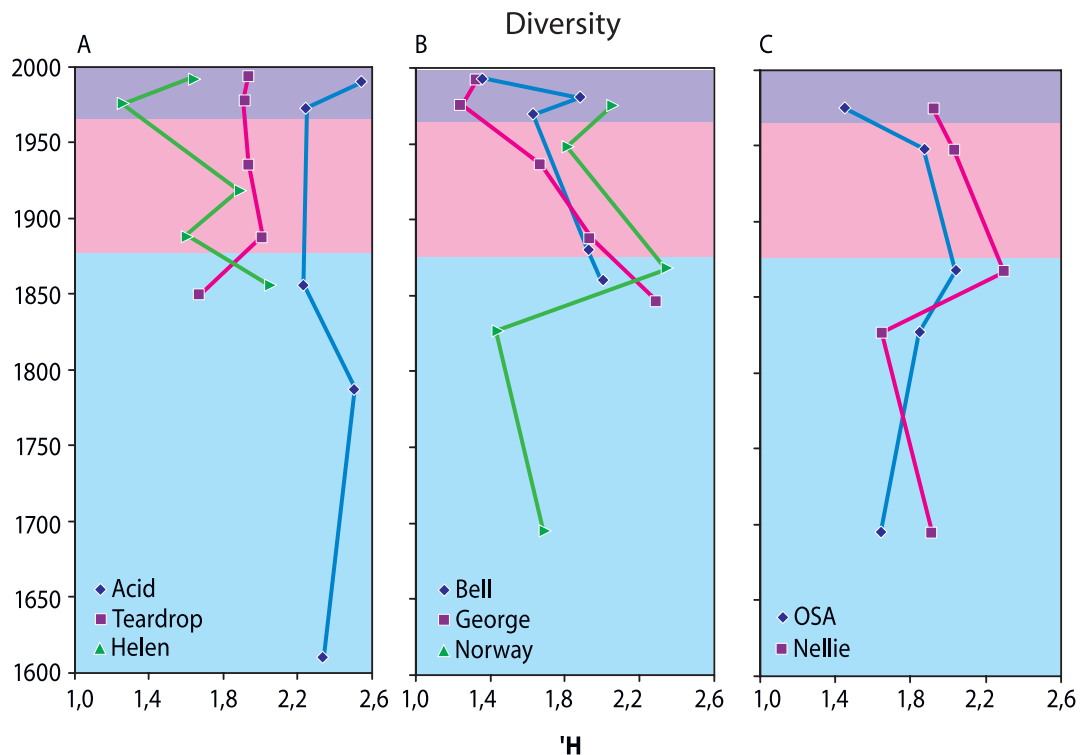 Diversity
A
B
C
2000
1950
1900
1850
1800
1750
1700
1650
1600
Acid
Teardrop
Helen
Bell
George
Norway
OSA
Nellie
1,0 1,4 1,8 2,2 2,6
1,0 1,4 1,8 2,2 2,6
1,0 1,4 1,8 2,2 2,6
'H